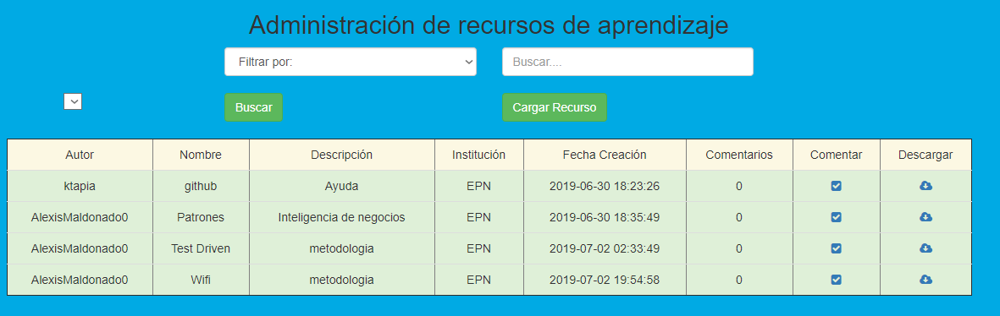 Administración de recursos de aprendizaje
Filtrar por: Buscar....
Buscar Cargar Recurso
Autor Nombre Descripción Institución Fecha Creación Comentarios Comentar Descargar
ktapia github Ayuda EPN 2019-06-30 18:23:26 0
AlexisMaldonado0 Patrones Inteligencia de negocios EPN 2019-06-30 18:35:49 0
AlexisMaldonado0 Test Driven metodologia EPN 2019-07-02 02:33:49 0
AlexisMaldonado0 Wifi metodologia EPN 2019-07-02 19:54:58 0